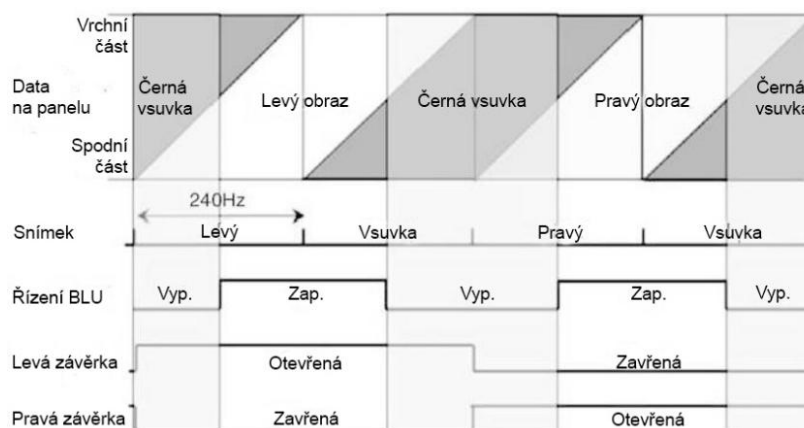 Vrchní
část
Data
na panelu
Spodní
část
Černá
vsuvka
Levý obraz
Černá vsuvka
Pravý obraz
Černá
vsuvka
240Hz
Snímek
Levý
Vsuvka
Pravý
Vsuvka
Řízení BLU
Vyp.
Zap.
Vyp.
Zap.
Vyp.
Levá závěrka
Otevřená
Zavřená
Pravá závěrka
Zavřená
Otevřená